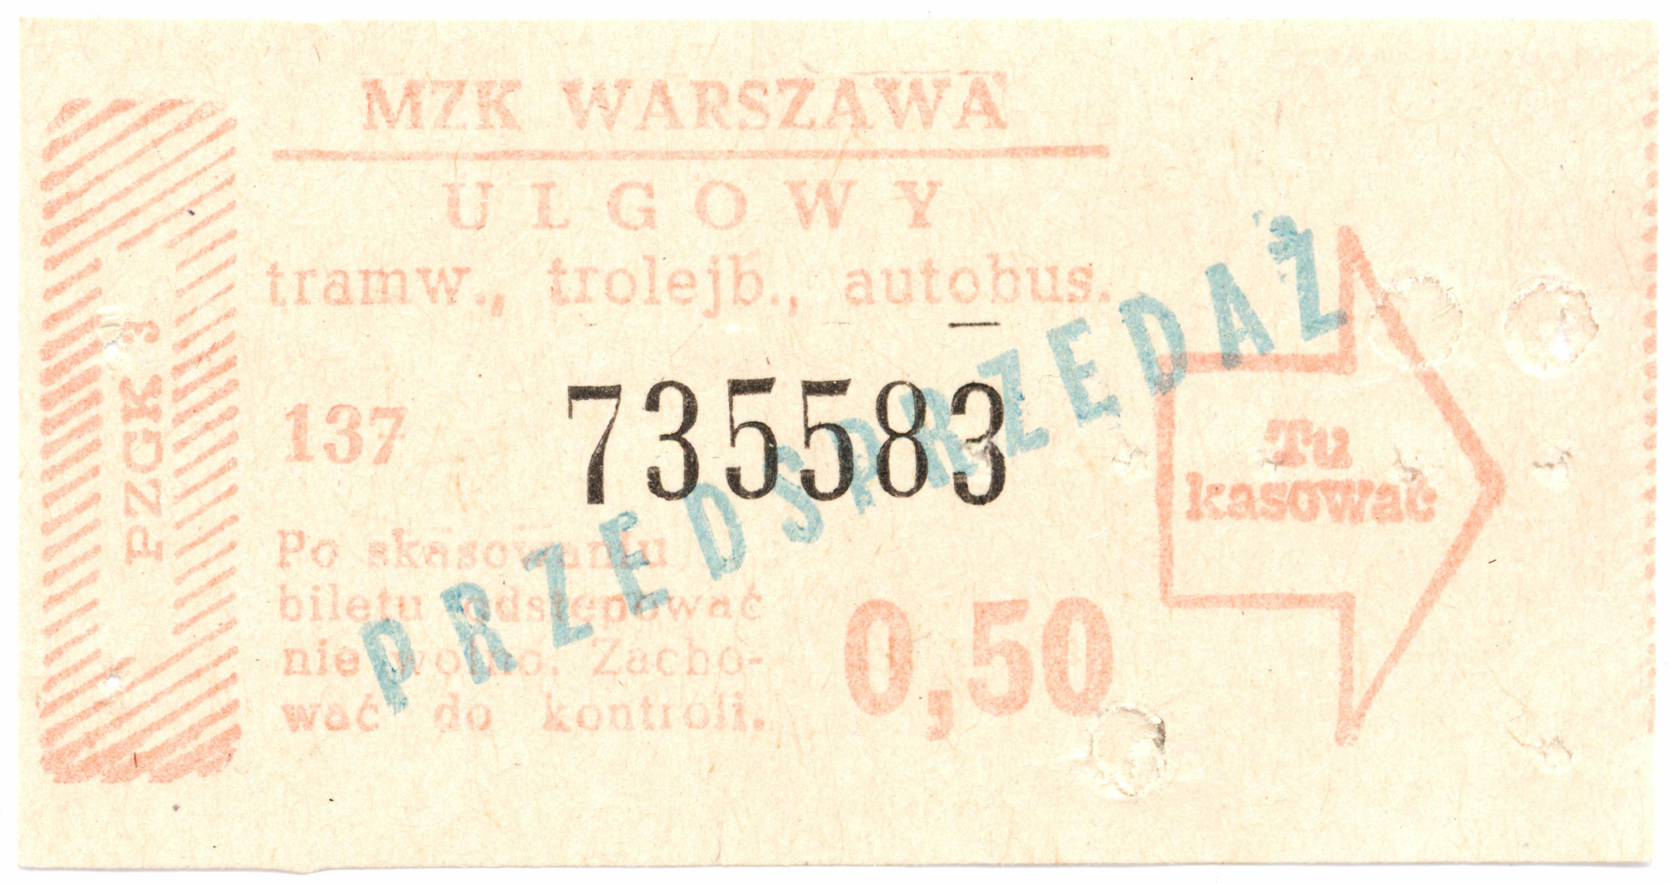 MZK WARSZAWA
ULGOWY
tramw., trolejb., autobus.
137
735583
Po skasowaniu
biletu odstępować
nie wolno. Zacho-
wać do kontroli.
0,50
Tu
kasować
PZGK 3
PRZEDSPRZEDAŻ